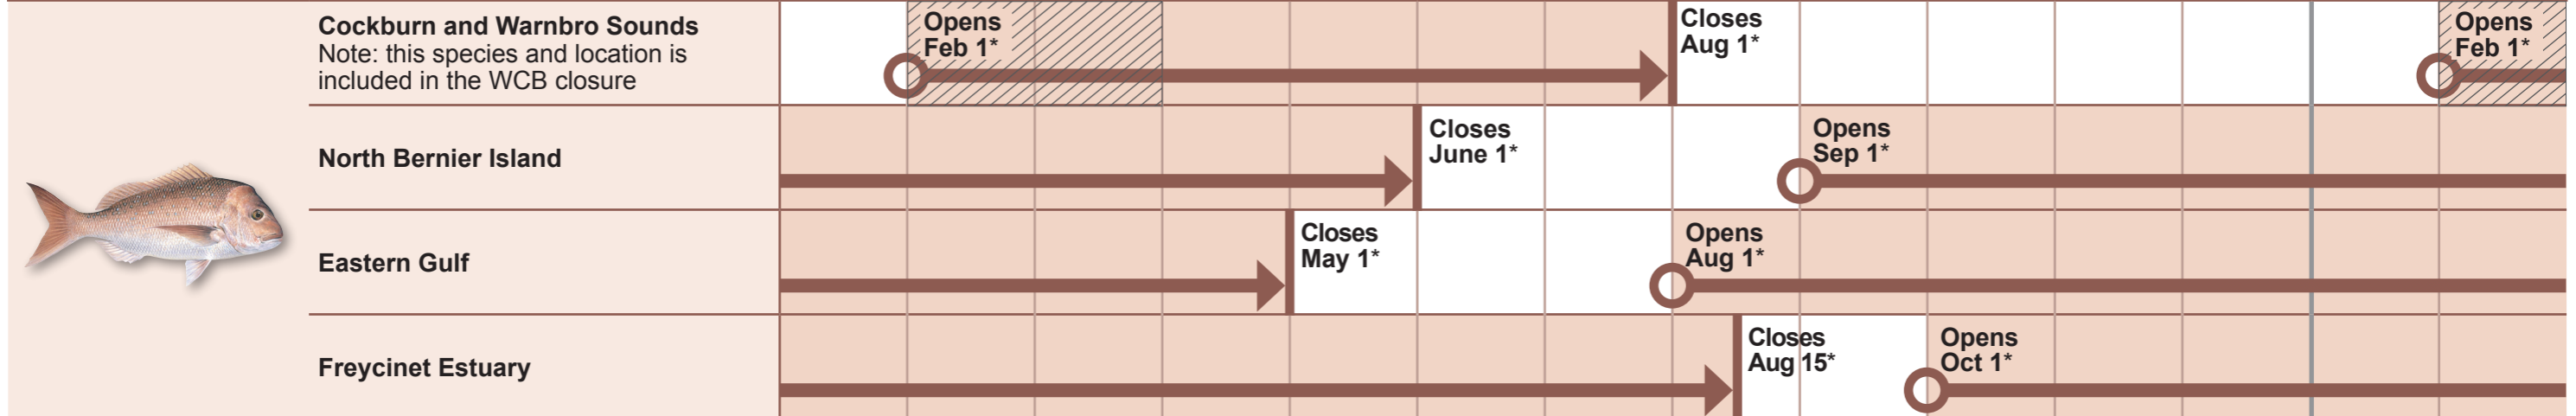 Cockburn and Warnbro Sounds
Note: this species and location is
included in the WCB closure
Opens
Feb 1*
Closes
Aug 1*
Opens
Feb 1*
North Bernier Island
Closes
June 1*
Opens
Sep 1*
Eastern Gulf
Closes
May 1*
Opens
Aug 1*
Freycinet Estuary
Closes
Aug 15*
Opens
Oct 1*